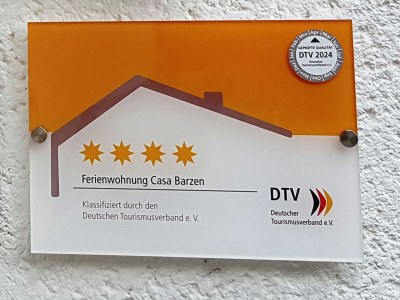 GEPRÜFTE QUALITÄT
DTV 2024
Deutscher
Tourismusverband e.V.
Ferienwohnung Casa Barzen
Klassifiziert durch den
Deutschen Tourismusverband e. V.
DTV
Deutscher
Tourismusverband e.V.